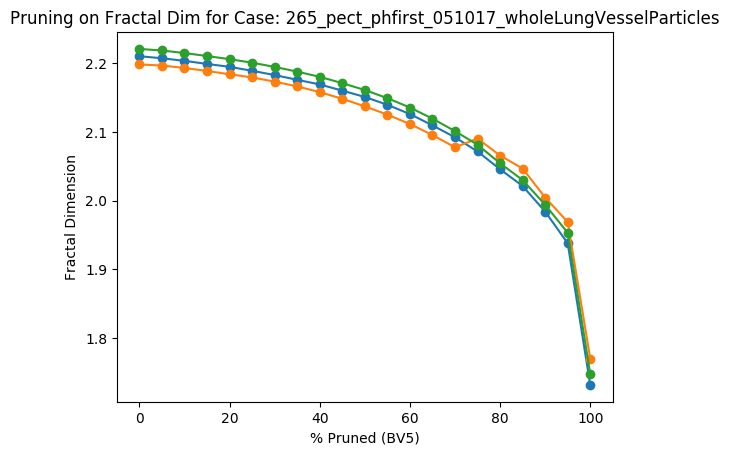 Pruning on Fractal Dim for Case: 265_pect_phfirst_051017_wholeLungVesselParticles
2.2
2.1
2.0
1.9
1.8
Fractal Dimension
0 20 40 60 80 100
% Pruned (BV5)